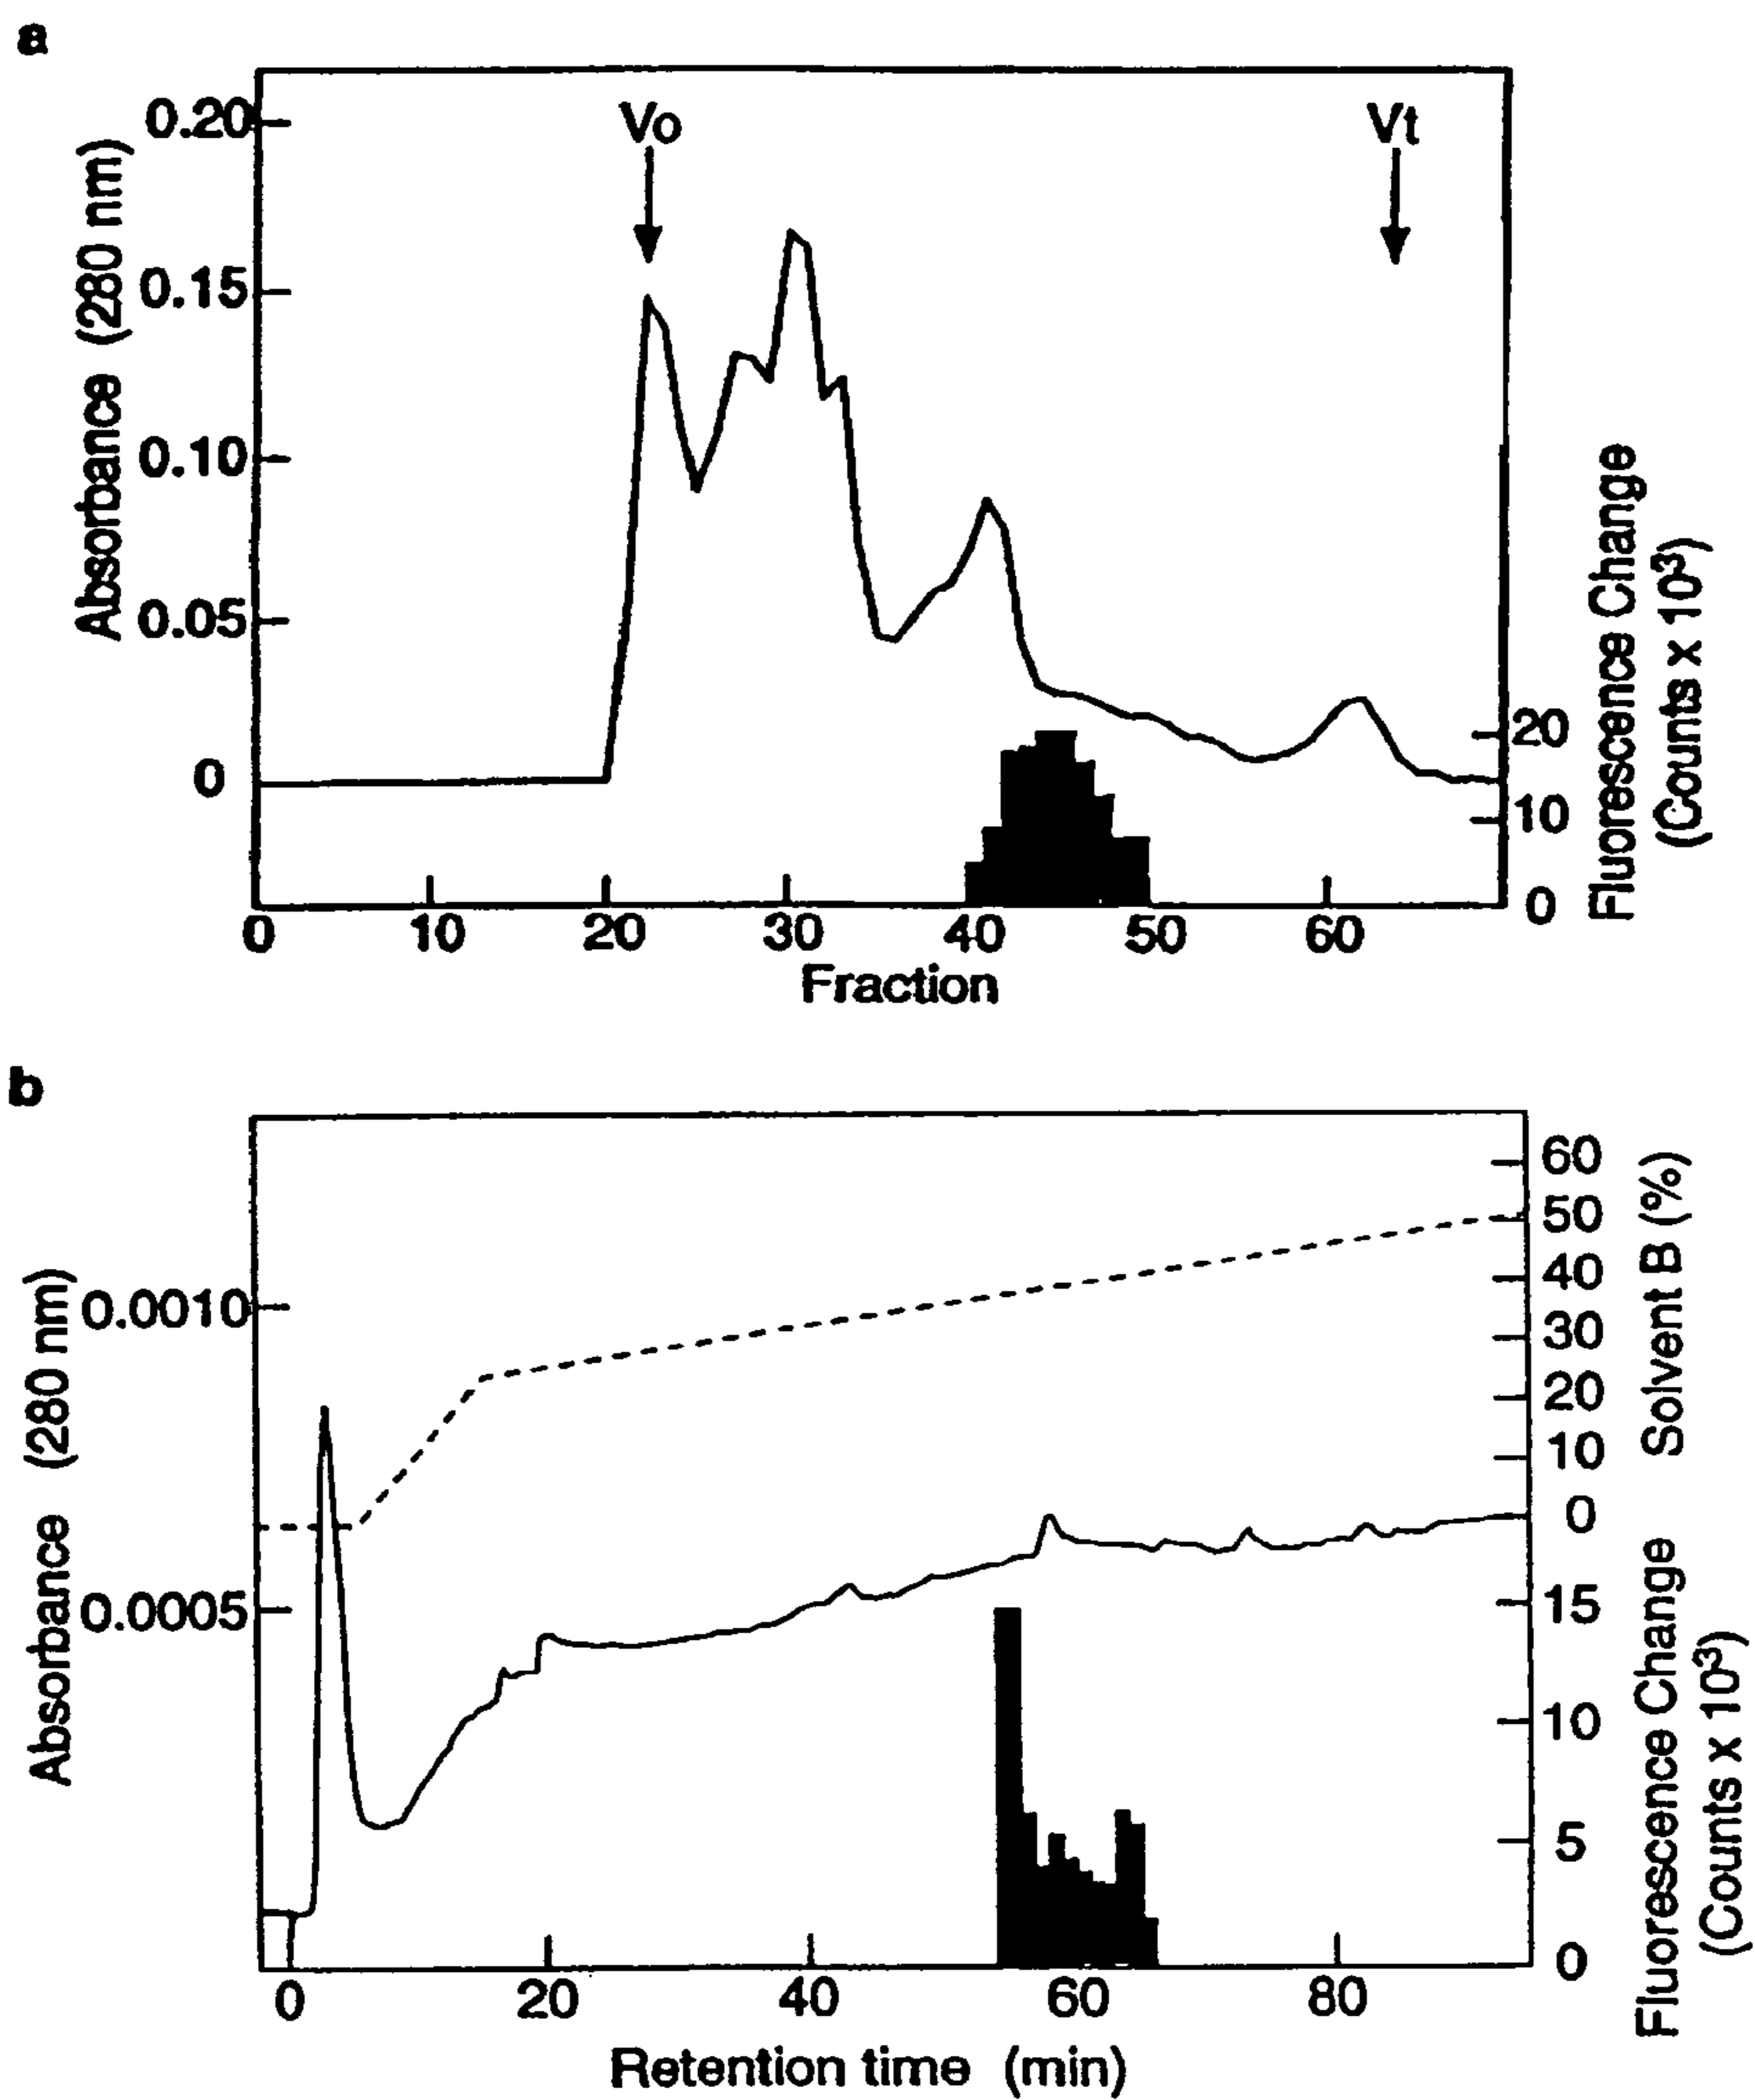 a
Vo
Vt
0.20
0.15
0.10
0.05
0
Absorbance (280 nm)
20
10
0
Fluorescence Change
(Counts x 10³)
0 10 20 30 40 50 60
Fraction
b
0.0010
0.0005
Absorbance (280 nm)
60
50
40
30
20
10
0
Solvent B (%)
15
10
5
0
Fluorescence Change
(Counts x 10³)
0 20 40 60 80
Retention time (min)